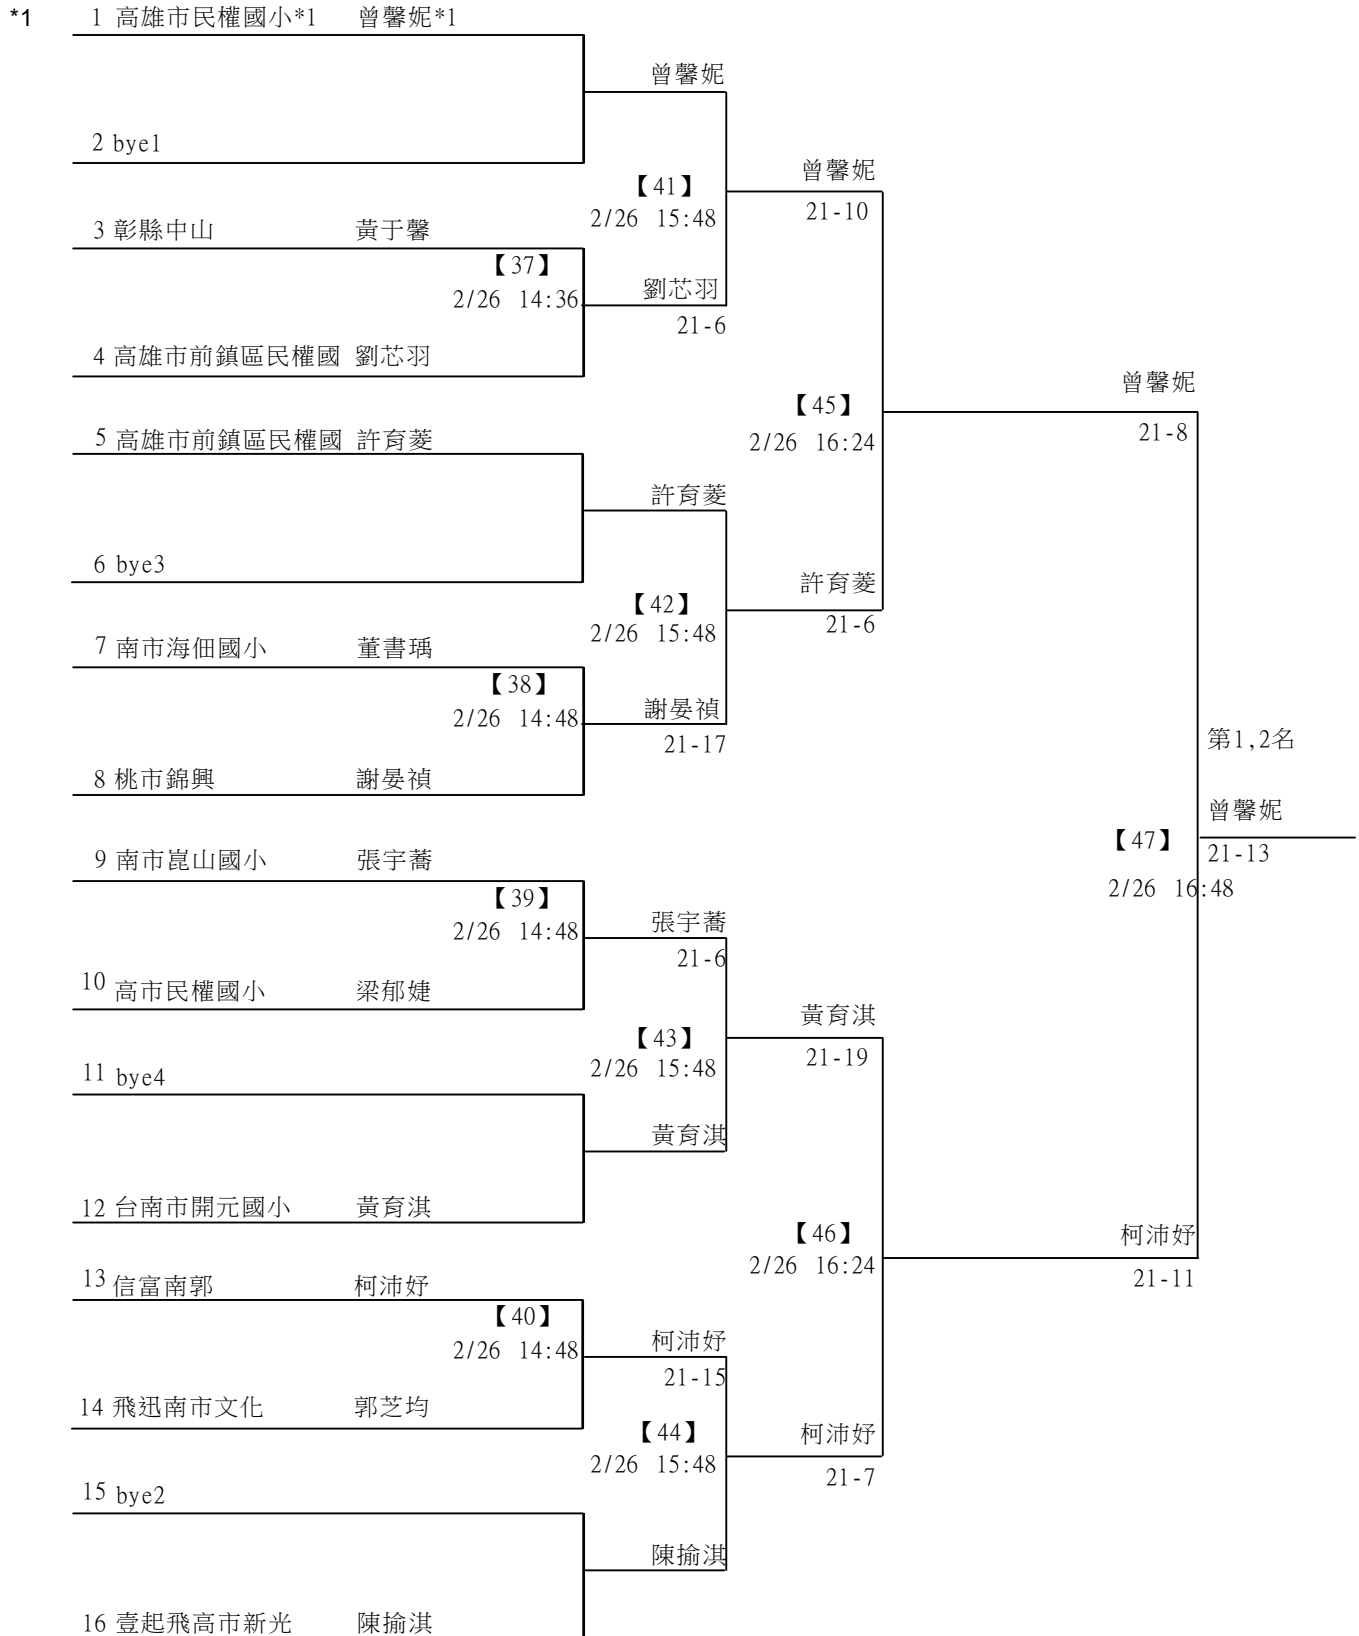 *1 1 高雄市民權國小*1 曾馨妮*1
曾馨妮
2 bye1
曾馨妮
【41】
21-10
2/26 15:48
3 彰縣中山 黃于馨
【37】
2/26 14:36
劉芯羽
21-6
4 高雄市前鎮區民權國 劉芯羽
曾馨妮
【45】
21-8
2/26 16:24
5 高雄市前鎮區民權國 許育菱
許育菱
6 bye3
許育菱
【42】
21-6
2/26 15:48
7 南市海佃國小 董書瑀
【38】
2/26 14:48
謝晏禎
21-17
第1,2名
8 桃市錦興 謝晏禎
曾馨妮
【47】
21-13
2/26 16:48
9 南市崑山國小 張宇蕎
【39】
2/26 14:48
張宇蕎
21-6
10 高市民權國小 梁郁婕
黃育淇
【43】
21-19
2/26 15:48
11 bye4
黃育淇
12 台南市開元國小 黃育淇
【46】
柯沛妤
2/26 16:24
21-11
13 信富南郭 柯沛妤
【40】
2/26 14:48
柯沛妤
21-15
14 飛迅南市文化 郭芝均
【44】
柯沛妤
2/26 15:48
21-7
15 bye2
陳揄淇
16 壹起飛高市新光 陳揄淇